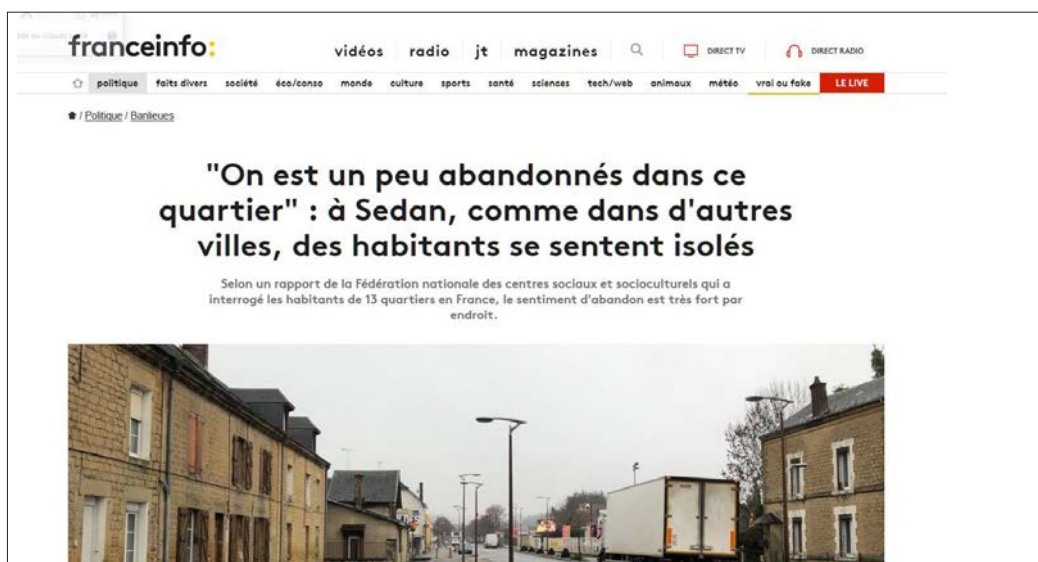 franceinfo:
vidéos radio jt magazines DIRECT TV DIRECT RADIO
politique faits divers société éco/conso monde culture sports santé sciences tech/web animaux météo vrai ou fake LE LIVE
/ Politique / Banlieues
"On est un peu abandonnés dans ce
quartier" : à Sedan, comme dans d'autres
villes, des habitants se sentent isolés
Selon un rapport de la Fédération nationale des centres sociaux et socioculturels qui a
interrogé les habitants de 13 quartiers en France, le sentiment d'abandon est très fort par
endroit.